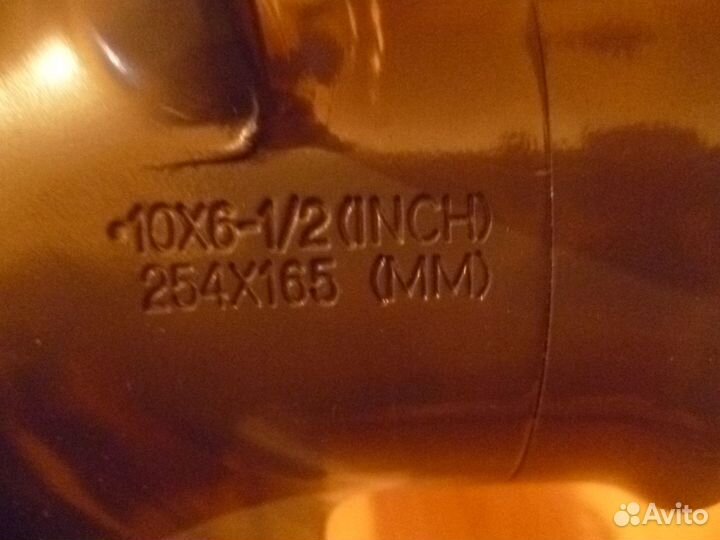 10X6-1/2 (INCH)
254X165 (MM)
Avito